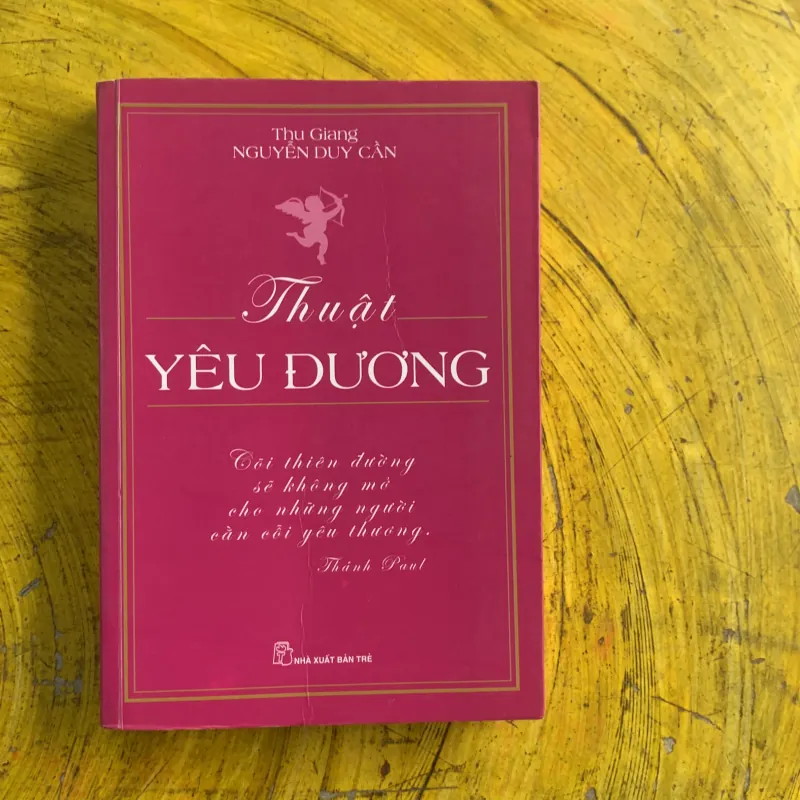 Thu Giang
NGUYỄN DUY CẦN
Thuật
YÊU ĐƯƠNG
Cõi thiên đường
sẽ không mở
cho những người
cằn cỗi yêu thương.
Thánh Paul
NHÀ XUẤT BẢN TRẺ